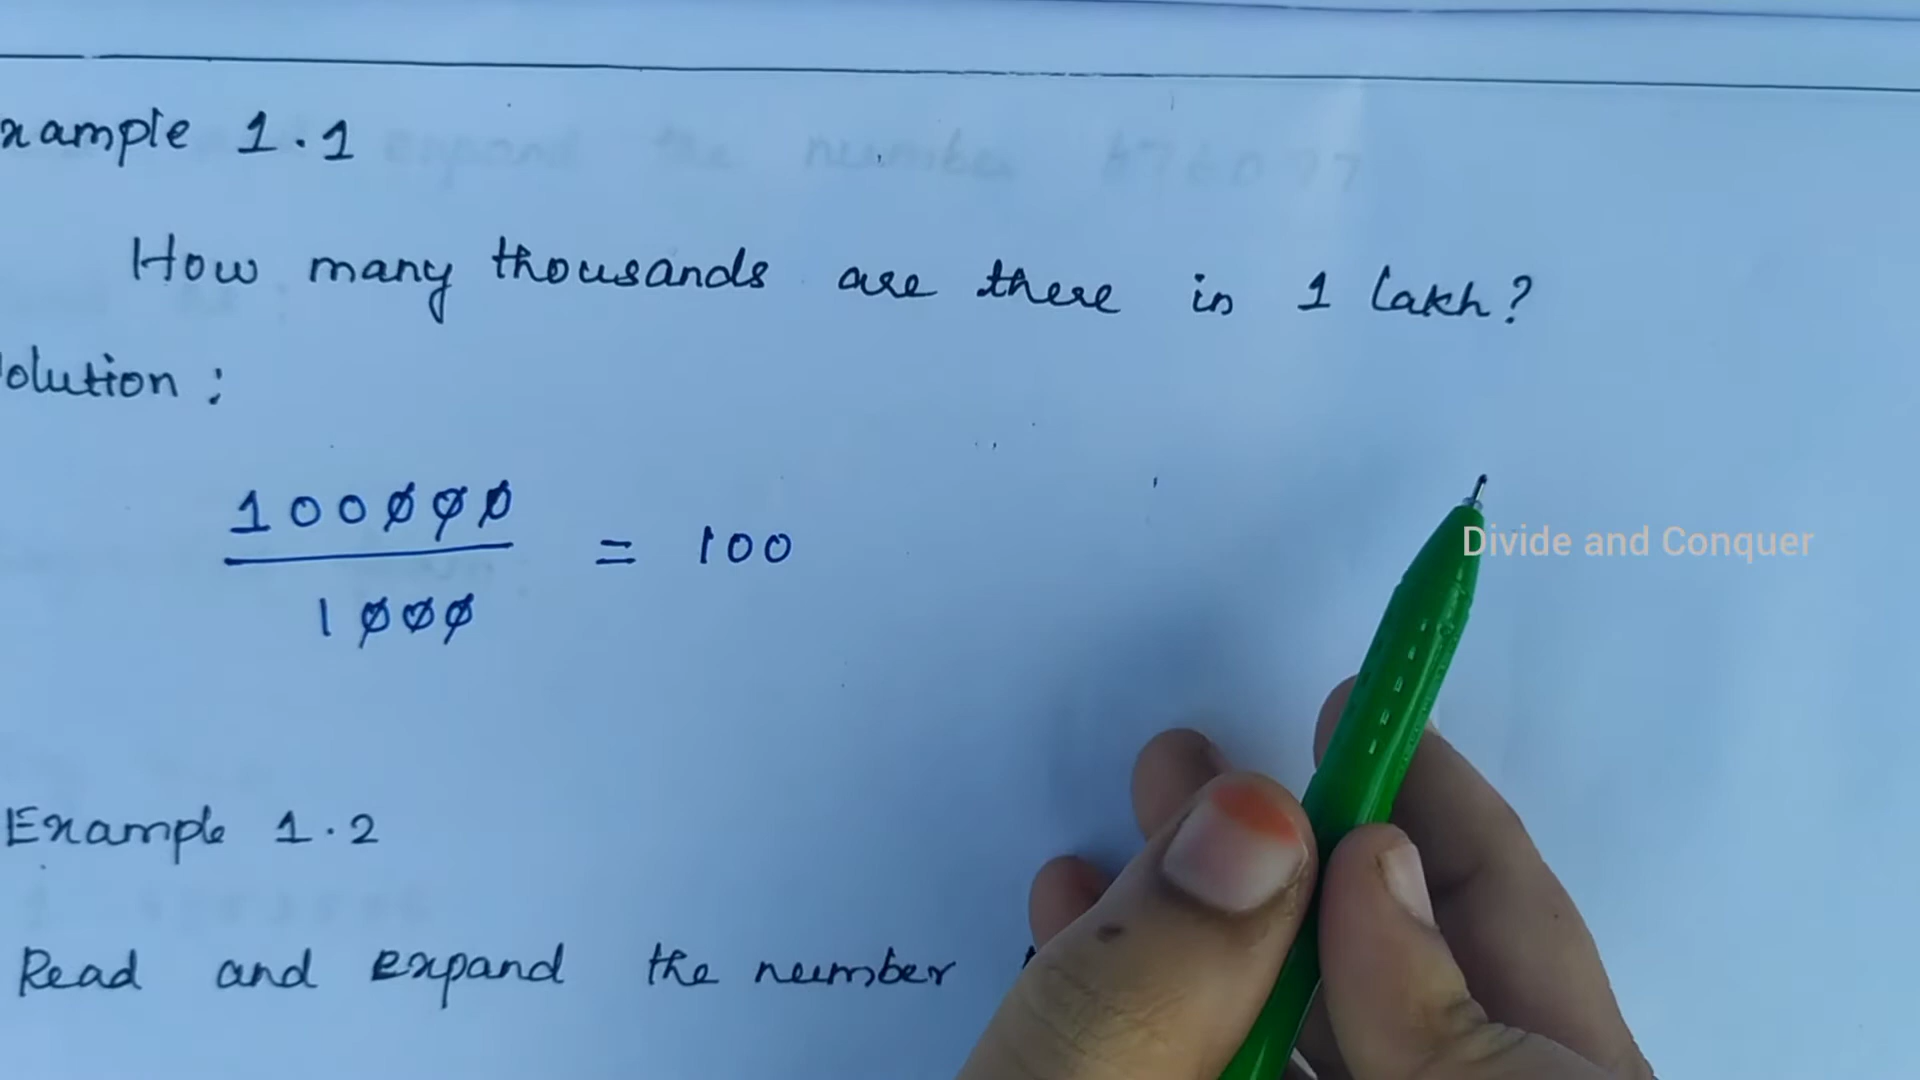 xample 1.1
How many thousands are there in 1 lakh?
olution :
100000
1000
= 100
Divide and Conquer
Example 1.2
Read and expand the number